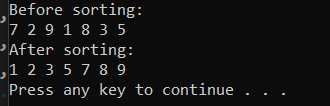 Before sorting:
7 2 9 1 8 3 5
After sorting:
1 2 3 5 7 8 9
Press any key to continue . . .